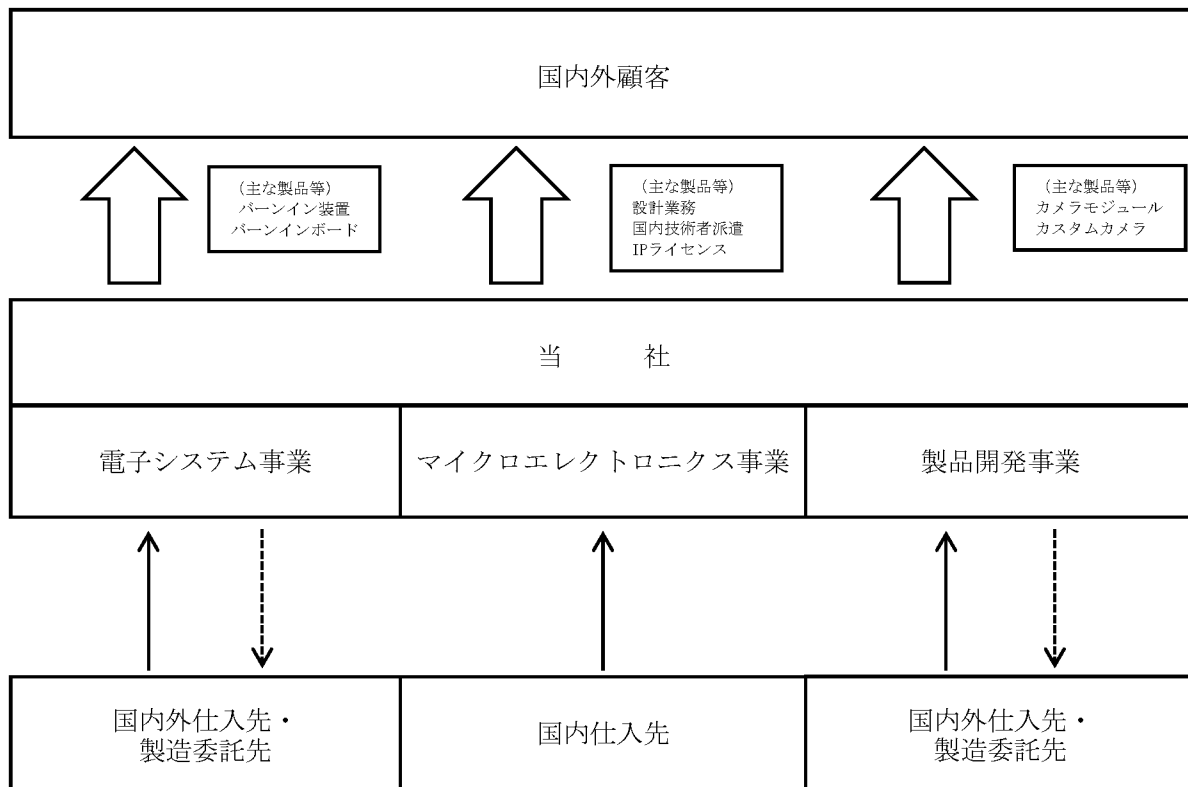 国内外顧客
(主な製品等)
バーンイン装置
バーンインボード
(主な製品等)
設計業務
国内技術者派遣
IPライセンス
(主な製品等)
カメラモジュール
カスタムカメラ
当　　　社
電子システム事業
マイクロエレクトロニクス事業
製品開発事業
国内外仕入先・
製造委託先
国内仕入先
国内外仕入先・
製造委託先